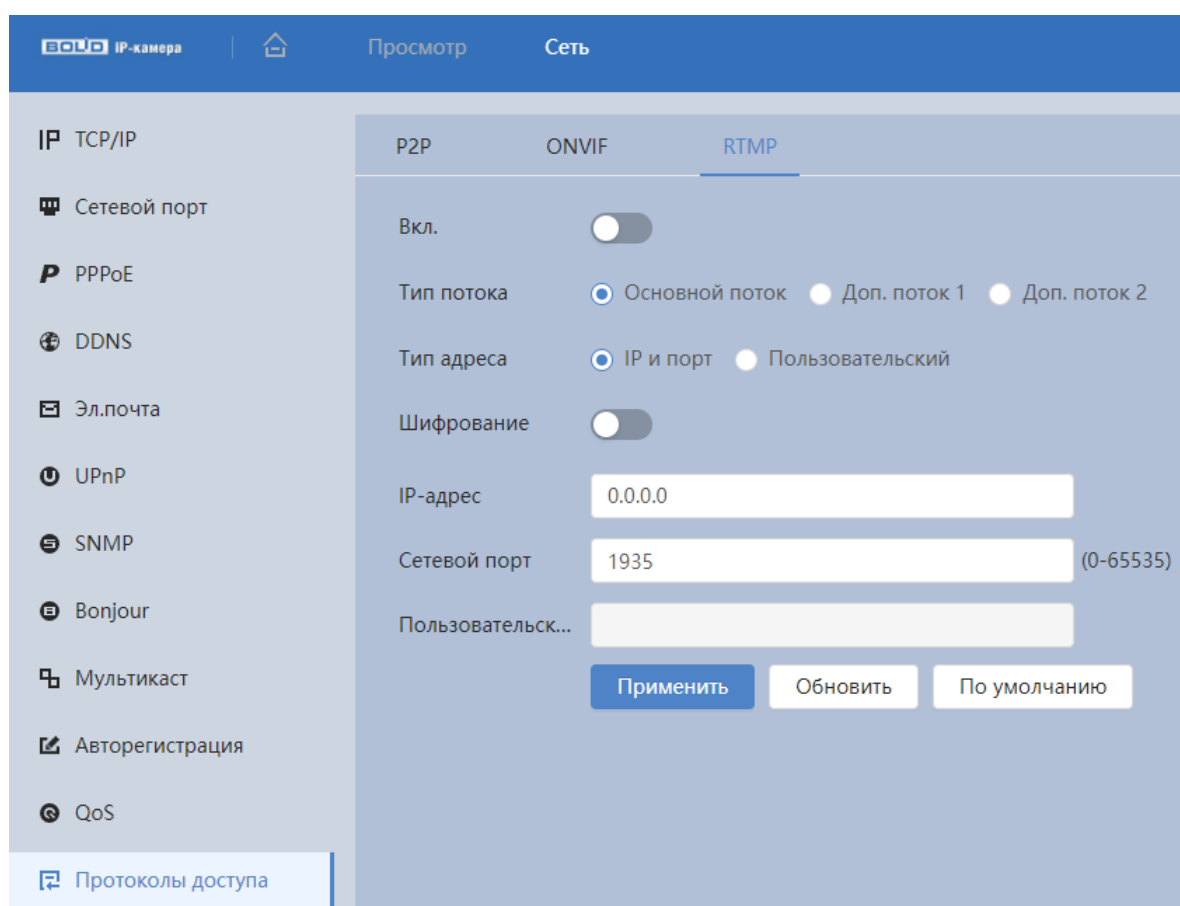 BOLID IP-камера
Просмотр
Сеть
TCP/IP
Сетевой порт
PPPoE
DDNS
Эл.почта
UPnP
SNMP
Bonjour
Мультикаст
Авторегистрация
QoS
Протоколы доступа
P2P
ONVIF
RTMP
Вкл.
Тип потока
Основной поток
Доп. поток 1
Доп. поток 2
Тип адреса
IP и порт
Пользовательский
Шифрование
IP-адрес
0.0.0.0
Сетевой порт
1935
(0-65535)
Пользовательск...
Применить
Обновить
По умолчанию